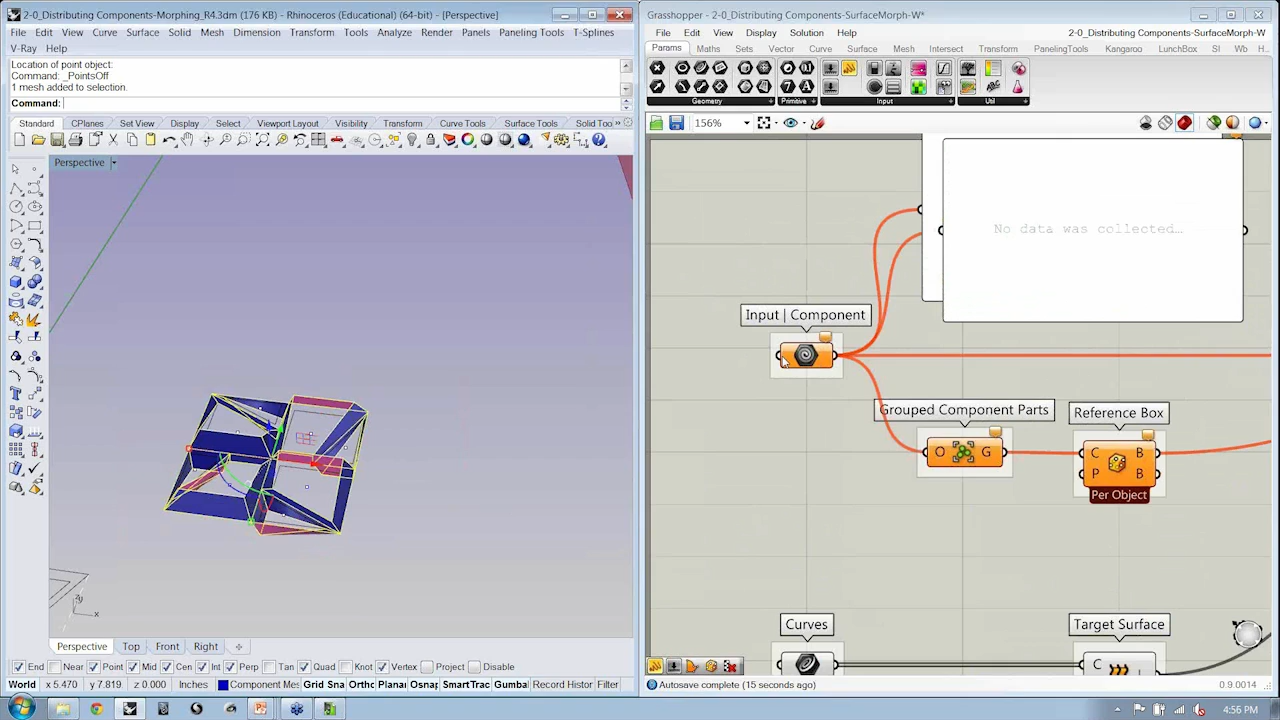 2-0_Distributing Components-Morphing_R4.3dm (176 KB) - Rhinoceros (Educational) (64-bit) - [Perspective]
File Edit View Curve Surface Solid Mesh Dimension Transform Tools Analyze Render Panels Paneling Tools T-Splines
V-Ray Help
Location of point object:
Command: _PointsOff
1 mesh added to selection.
Command:
Standard CPlanes Set View Display Select Viewport Layout Visibility Transform Curve Tools Surface Tools Solid Too
Perspective
z y x
Perspective Top Front Right
End Near Point Mid Cen Int Perp Tan Quad Knot Vertex Project Disable
World x 5.470 y 7.819 z 0.000 Inches Component Mes Grid Sna Ortho Planar Osnap SmartTrac Gumba Record Histor Filter
Grasshopper - 2-0_Distributing Components-SurfaceMorph-W*
File Edit View Display Solution Help 2-0_Distributing Components-SurfaceMorph-W
Params Maths Sets Vector Curve Surface Mesh Intersect Transform PanelingTools Kangaroo LunchBox SI Wb H...
Geometry Primitive Input Util
156%
No data was collected…
Input | Component
Grouped Component Parts
Reference Box
O G
C B
P B
Per Object
Curves
Target Surface
C
Autosave complete (15 seconds ago) 0.9.0014
4:56 PM